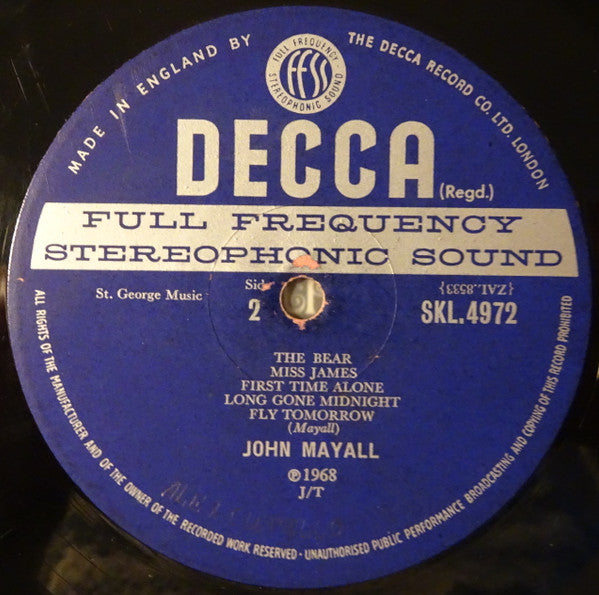 MADE IN ENGLAND BY
THE DECCA RECORD CO. LTD. LONDON
FULL FREQUENCY
FFSS
STEREOPHONIC SOUND
DECCA
(Regd.)
FULL FREQUENCY
STEREOPHONIC SOUND
St. George Music
Side
2
{ZAL.8533}
SKL.4972
THE BEAR
MISS JAMES
FIRST TIME ALONE
LONG GONE MIDNIGHT
FLY TOMORROW
(Mayall)
JOHN MAYALL
℗1968
J/T
ALL RIGHTS OF THE MANUFACTURER AND OF THE OWNER OF THE RECORDED WORK RESERVED · UNAUTHORISED PUBLIC PERFORMANCE BROADCASTING AND COPYING OF THIS RECORD PROHIBITED